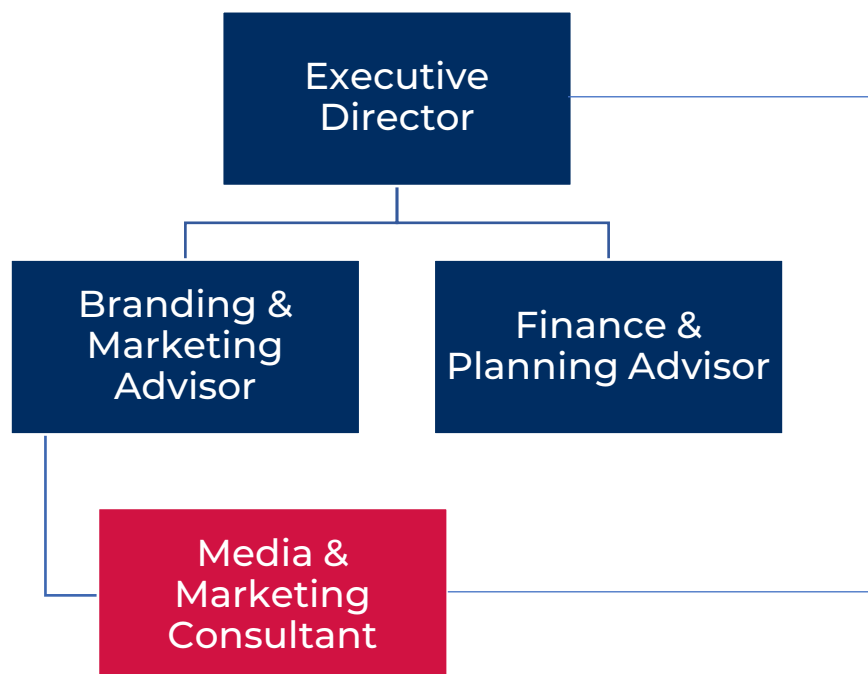 Executive
Director
Branding &
Marketing
Advisor
Finance &
Planning Advisor
Media &
Marketing
Consultant